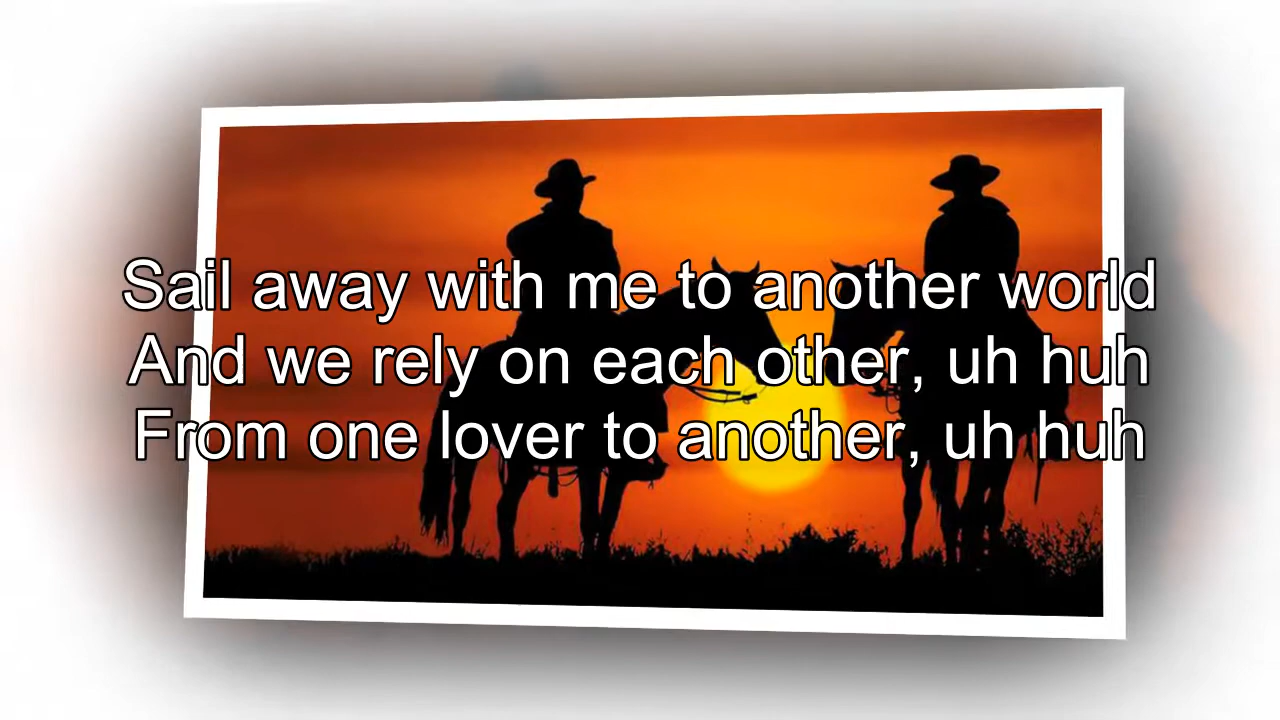 Sail away with me to another world
And we rely on each other, uh huh
From one lover to another, uh huh